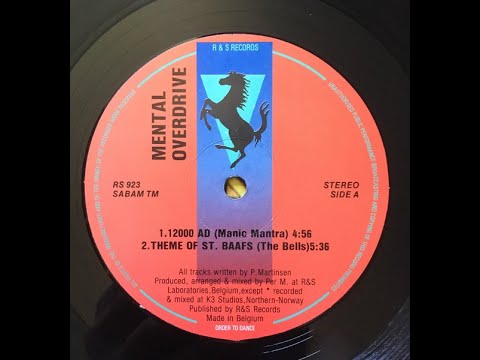 R & S RECORDS
MENTAL
OVERDRIVE
RS 923
SABAM TM
STEREO
SIDE A
1.12000 AD (Manic Mantra) 4:56
2.THEME OF ST. BAAFS (The Bells)5:36
All tracks written by P.Martinsen
Produced, arranged & mixed by Per M. at R&S
Laboratories,Belgium,except * recorded
& mixed at K3 Studios,Northern-Norway
Published by R&S Records
Made in Belgium
ORDER TO DANCE